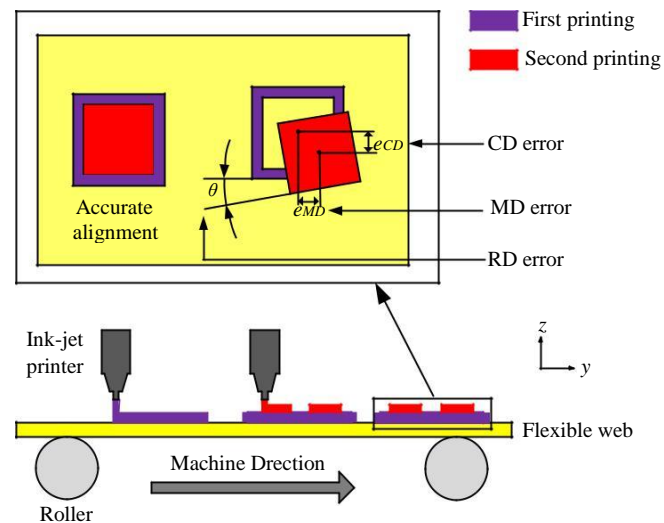 First printing
Second printing
eCD
CD error
θ
Accurate
alignment
eMD
MD error
RD error
Ink-jet
printer
z
y
Flexible web
Machine Direction
Roller